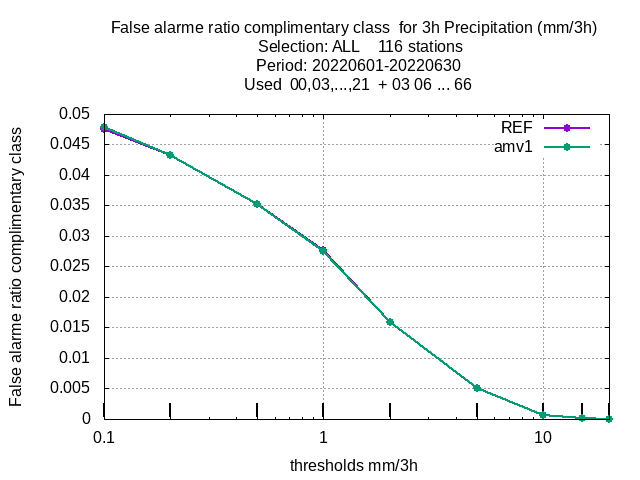 False alarme ratio complimentary class  for 3h Precipitation (mm/3h)
Selection: ALL    116 stations
Period: 20220601-20220630
Used  00,03,...,21  + 03 06 ... 66
False alarme ratio complimentary class
0.05
0.045
0.04
0.035
0.03
0.025
0.02
0.015
0.01
0.005
0
REF
amv1
0.1
1
10
thresholds mm/3h